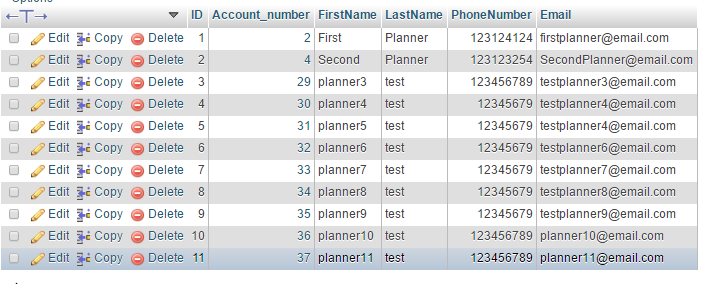 Options
ID Account_number FirstName LastName PhoneNumber Email
Edit Copy Delete 1 2 First Planner 123124124 firstplanner@email.com
Edit Copy Delete 2 4 Second Planner 123123254 SecondPlanner@email.com
Edit Copy Delete 3 29 planner3 test 123456789 testplanner3@email.com
Edit Copy Delete 4 30 planner4 test 12345679 testplanner4@email.com
Edit Copy Delete 5 31 planner5 test 12345679 testplanner4@email.com
Edit Copy Delete 6 32 planner6 test 12345679 testplanner6@email.com
Edit Copy Delete 7 33 planner7 test 12345679 testplanner7@email.com
Edit Copy Delete 8 34 planner8 test 12345679 testplanner8@email.com
Edit Copy Delete 9 35 planner9 test 12345679 testplanner9@email.com
Edit Copy Delete 10 36 planner10 test 123456789 planner10@email.com
Edit Copy Delete 11 37 planner11 test 123456789 planner11@email.com